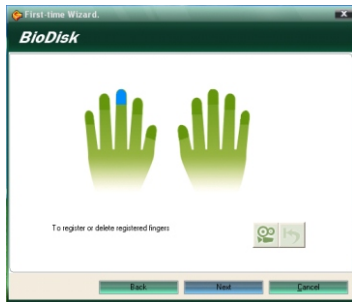 First-time Wizard.
BioDisk
To register or delete registered fingers
Back Next Cancel